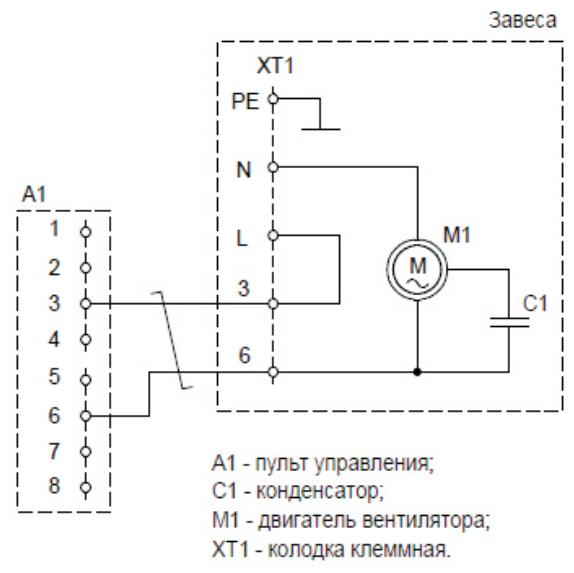 Завеса
XT1
PE
N
A1
1
L
M1
2
M
3
3
C1
4
5
6
6
7
8
A1 - пульт управления;
C1 - конденсатор;
M1 - двигатель вентилятора;
XT1 - колодка клеммная.